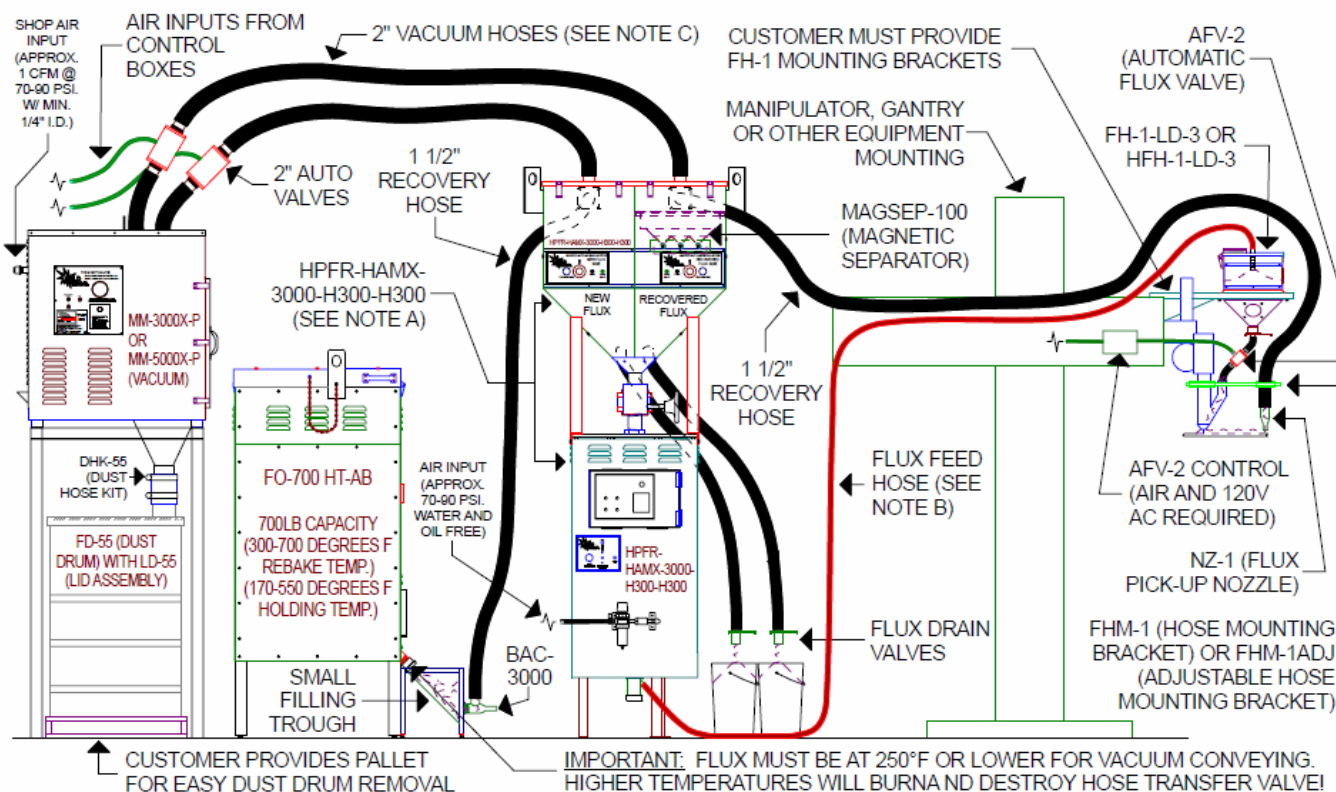 SHOP AIR
INPUT
(APPROX.
1 CFM @
70-90 PSI.
W/ MIN.
1/4" I.D.)
AIR INPUTS FROM
CONTROL
BOXES
2" VACUUM HOSES (SEE NOTE C)
2" AUTO
VALVES
1 1/2"
RECOVERY
HOSE
CUSTOMER MUST PROVIDE
FH-1 MOUNTING BRACKETS
MANIPULATOR, GANTRY
OR OTHER EQUIPMENT
MOUNTING
AFV-2
(AUTOMATIC
FLUX VALVE)
FH-1-LD-3 OR
HFH-1-LD-3
MAGSEP-100
(MAGNETIC
SEPARATOR)
HPFR-HAMX-
3000-H300-H300
(SEE NOTE A)
HPFR-HAMX-3000-H300-H300
NEW
FLUX
RECOVERED
FLUX
MM-3000X-P
OR
MM-5000X-P
(VACUUM)
1 1/2"
RECOVERY
HOSE
DHK-55
(DUST
HOSE KIT)
FD-55 (DUST
DRUM) WITH LD-55
(LID ASSEMBLY)
FO-700 HT-AB
700LB CAPACITY
(300-700 DEGREES F
REBAKE TEMP.)
(170-550 DEGREES F
HOLDING TEMP.)
AIR INPUT
(APPROX.
70-90 PSI.
WATER AND
OIL FREE)
HPFR-
HAMX-3000-
H300-H300
FLUX FEED
HOSE (SEE
NOTE B)
AFV-2 CONTROL
(AIR AND 120V
AC REQUIRED)
NZ-1 (FLUX
PICK-UP NOZZLE)
FLUX DRAIN
VALVES
FHM-1 (HOSE MOUNTING
BRACKET) OR FHM-1ADJ
(ADJUSTABLE HOSE
MOUNTING BRACKET)
BAC-
3000
SMALL
FILLING
TROUGH
CUSTOMER PROVIDES PALLET
FOR EASY DUST DRUM REMOVAL
IMPORTANT: FLUX MUST BE AT 250°F OR LOWER FOR VACUUM CONVEYING.
HIGHER TEMPERATURES WILL BURNA ND DESTROY HOSE TRANSFER VALVE!